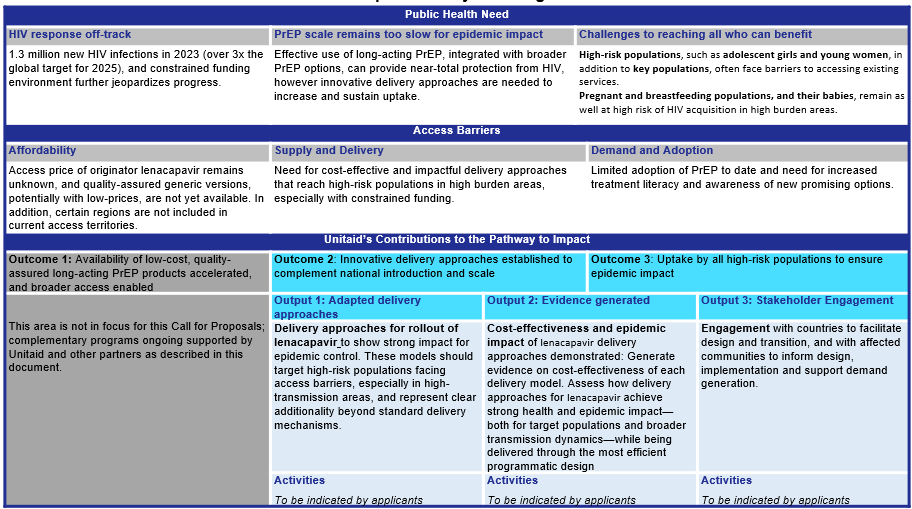 Public Health Need
HIV response off-track
PrEP scale remains too slow for epidemic impact
Challenges to reaching all who can benefit
1.3 million new HIV infections in 2023 (over 3x the
global target for 2025), and constrained funding
environment further jeopardizes progress.
Effective use of long-acting PrEP, integrated with broader
PrEP options, can provide near-total protection from HIV,
however innovative delivery approaches are needed to
increase and sustain uptake.
High-risk populations, such as adolescent girls and young women, in
addition to key populations, often face barriers to accessing existing
services.
Pregnant and breastfeeding populations, and their babies, remain as
well at high risk of HIV acquisition in high burden areas.
Access Barriers
Affordability
Supply and Delivery
Demand and Adoption
Access price of originator lenacapavir remains
unknown, and quality-assured generic versions,
potentially with low-prices, are not yet available. In
addition, certain regions are not included in
current access territories.
Need for cost-effective and impactful delivery approaches
that reach high-risk populations in high burden areas,
especially with constrained funding.
Limited adoption of PrEP to date and need for increased
treatment literacy and awareness of new promising options.
Unitaid's Contributions to the Pathway to Impact
Outcome 1: Availability of low-cost, quality-
assured long-acting PrEP products accelerated,
and broader access enabled
Outcome 2: Innovative delivery approaches established to
complement national introduction and scale
Outcome 3: Uptake by all high-risk populations to ensure
epidemic impact
This area is not in focus for this Call for Proposals;
complementary programs ongoing supported by
Unitaid and other partners as described in this
document.
Output 1: Adapted delivery
approaches
Delivery approaches for rollout of
lenacapavir to show strong impact for
epidemic control. These models should
target high-risk populations facing
access barriers, especially in high-
transmission areas, and represent clear
additionality beyond standard delivery
mechanisms.
Output 2: Evidence generated
Cost-effectiveness and epidemic
impact of lenacapavir delivery
approaches demonstrated: Generate
evidence on cost-effectiveness of each
delivery model. Assess how delivery
approaches for lenacapavir achieve
strong health and epidemic impact—
both for target populations and broader
transmission dynamics—while being
delivered through the most efficient
programmatic design
Output 3: Stakeholder Engagement
Engagement with countries to facilitate
design and transition, and with affected
communities to inform design,
implementation and support demand
generation.
Activities
To be indicated by applicants
Activities
To be indicated by applicants
Activities
To be indicated by applicants